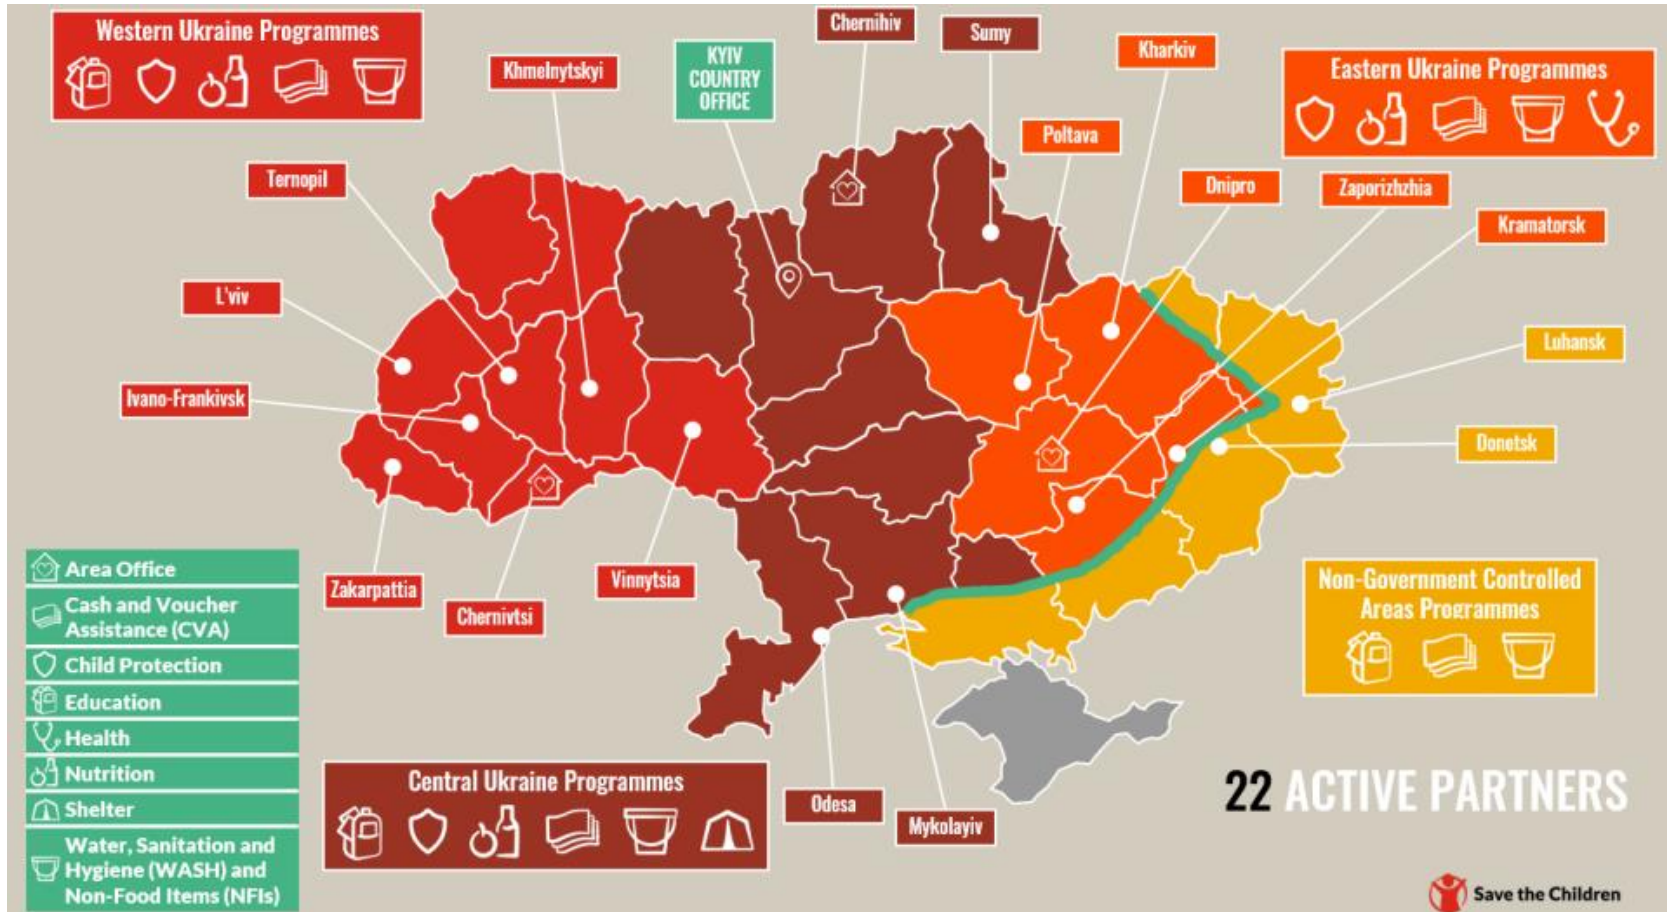 Western Ukraine Programmes
Khmelnytskyi
KYIV
COUNTRY
OFFICE
Chernihiv
Sumy
Kharkiv
Eastern Ukraine Programmes
Poltava
Ternopil
Dnipro
Zaporizhzhia
Kramatorsk
L'viv
Luhansk
Ivano-Frankivsk
Donetsk
Zakarpattia
Chernivtsi
Vinnytsia
Area Office
Cash and Voucher
Assistance (CVA)
Child Protection
Education
Health
Nutrition
Shelter
Water, Sanitation and
Hygiene (WASH) and
Non-Food Items (NFIs)
Non-Government Controlled
Areas Programmes
Central Ukraine Programmes
Odesa
Mykolayiv
22 ACTIVE PARTNERS
Save the Children